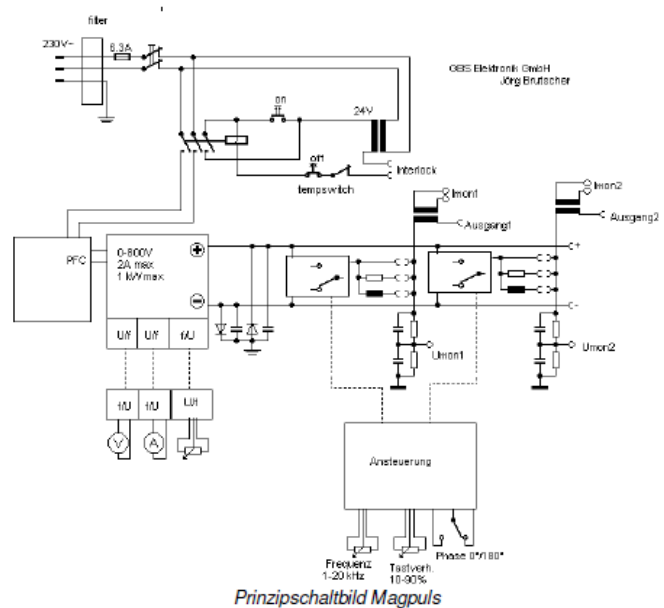 filter
230V~
6.3A
GBS Elektronik GmbH
Jörg Brutscher
on
24V
off
Interlock
tempswitch
Imon1
Imon2
Ausgang1
Ausgang2
PFC
0-800V
2A max
1 kW max
+
-
+
-
U/f U/f f/U
Umon1
Umon2
f/U f/U U/f
V A
Ansteuerung
Frequenz
1-20 kHz
Tastverh.
10-90%
Phase 0°/180°
Prinzipschaltbild Magpuls